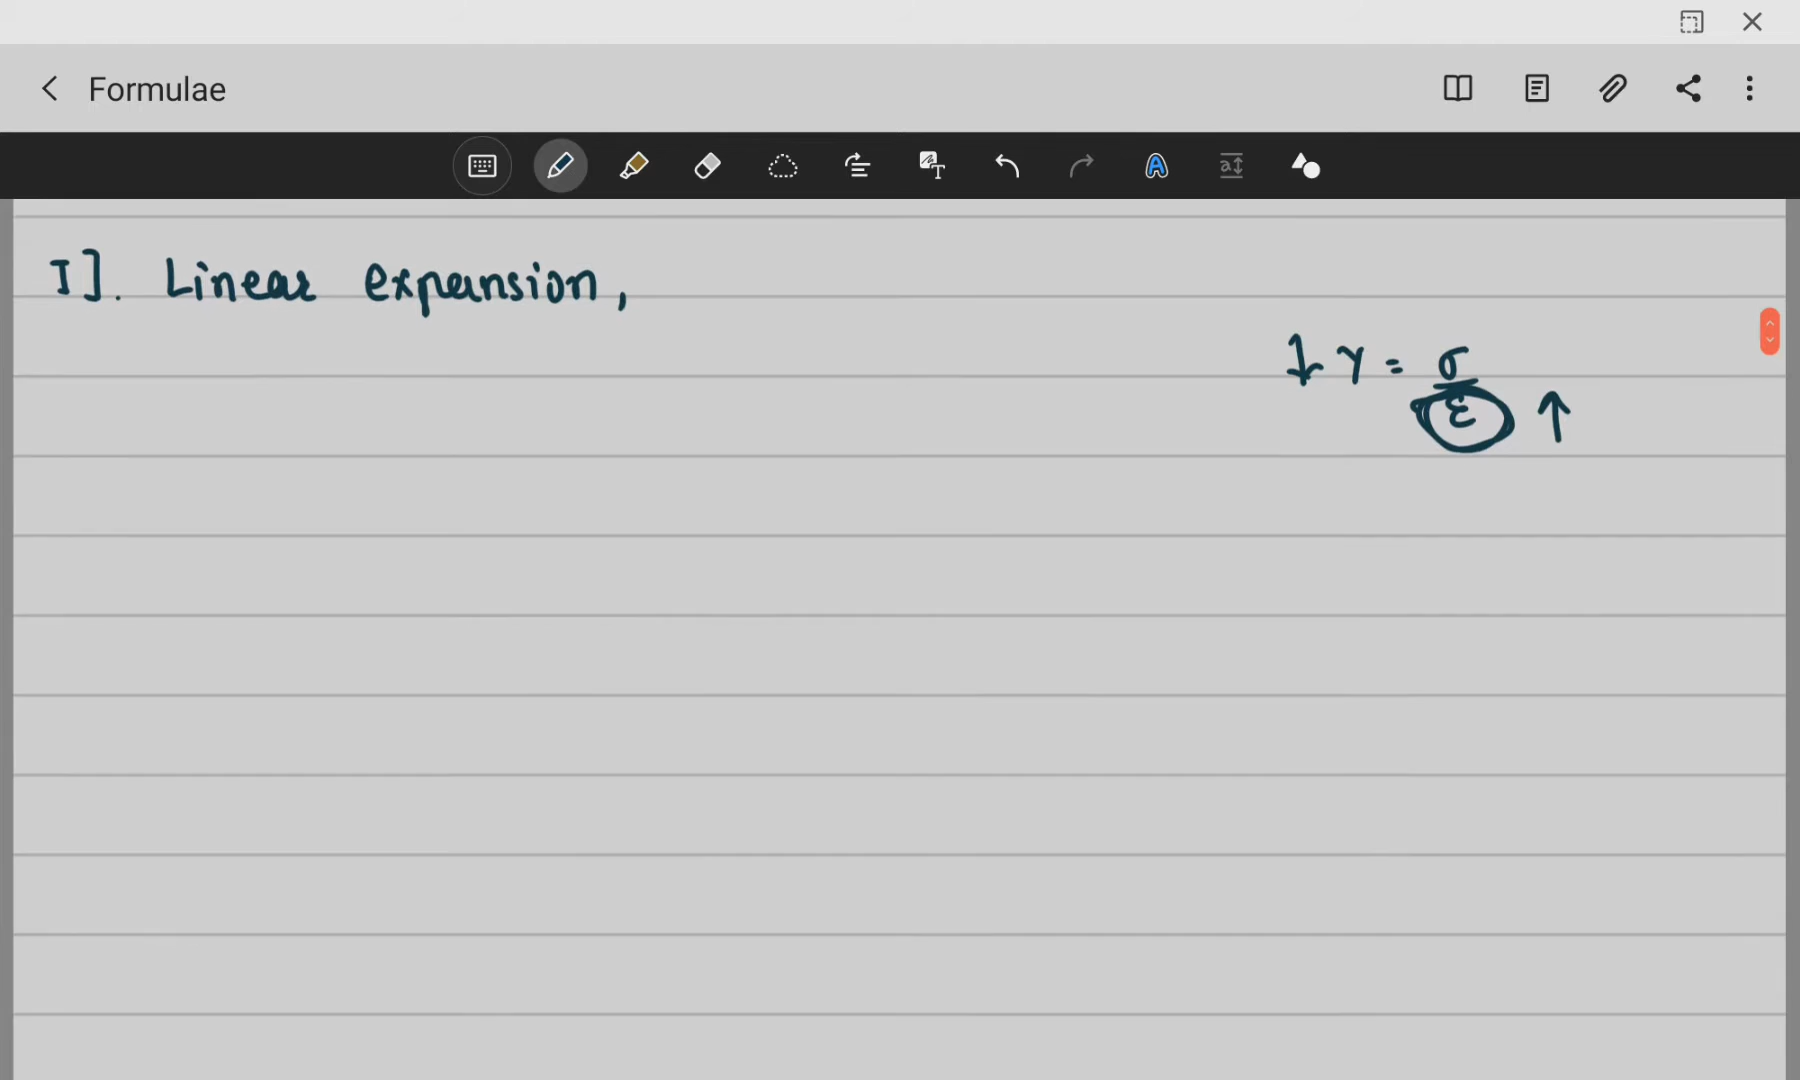 Formulae
I]. Linear expansion,
↓ Y = σ
ε ↑